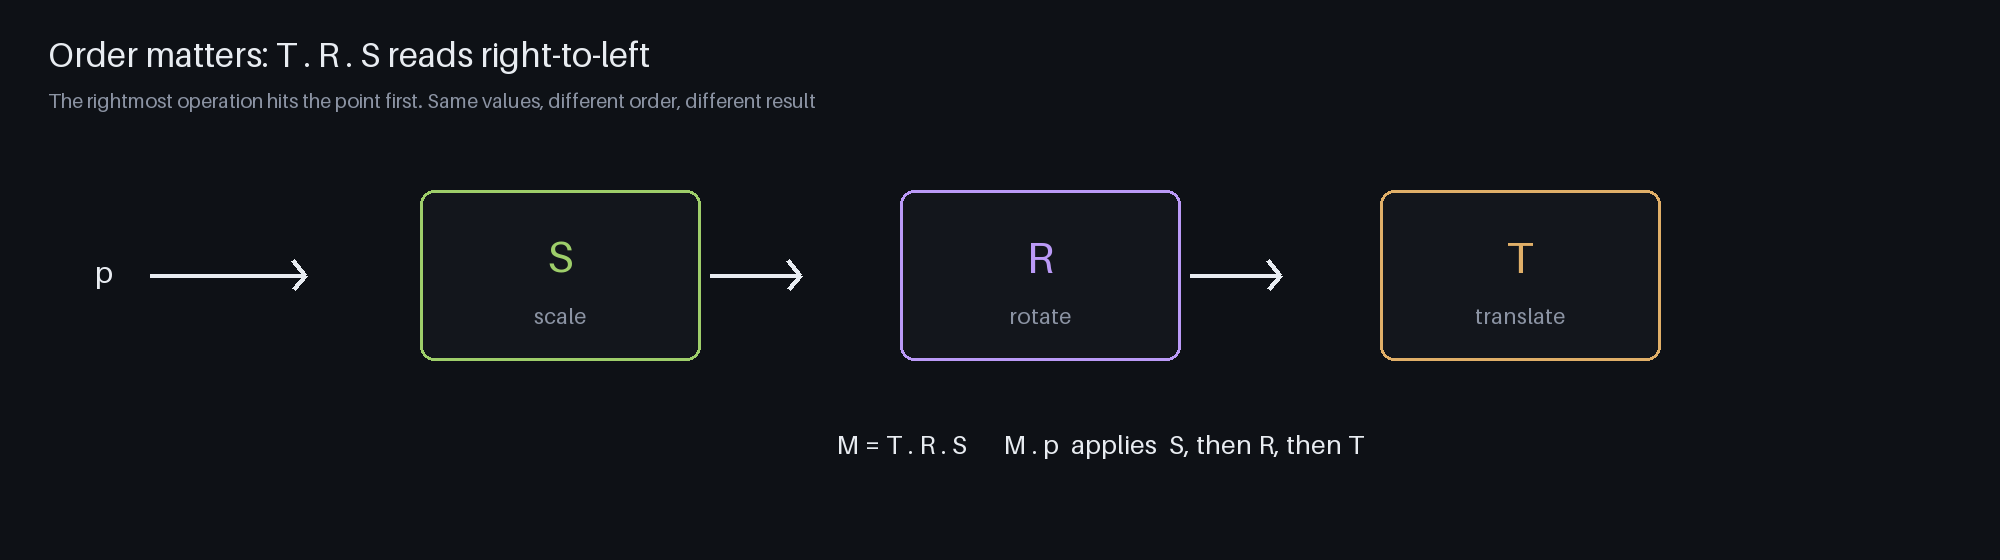 Order matters: T . R . S reads right-to-left
The rightmost operation hits the point first. Same values, different order, different result
p
S
scale
R
rotate
T
translate
M = T . R . S    M . p applies S, then R, then T